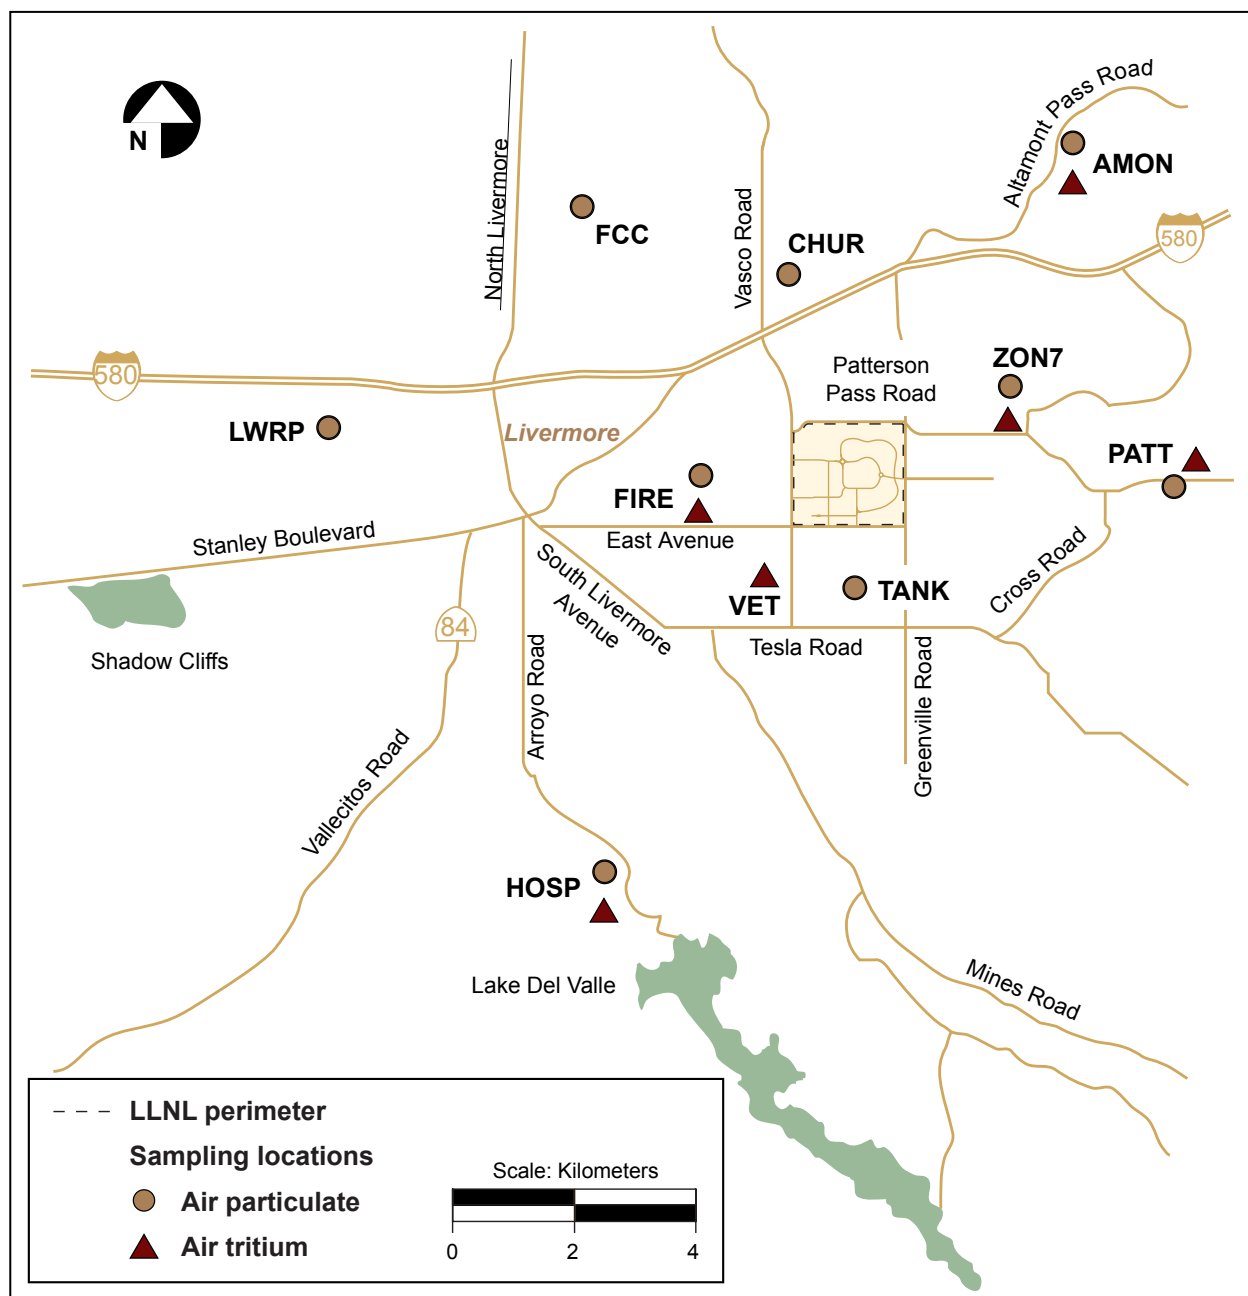 N
North Livermore
Vasco Road
Altamont Pass Road
AMON
FCC
CHUR
580
580
Patterson
Pass Road
ZON7
LWRP
Livermore
PATT
FIRE
Stanley Boulevard
East Avenue
South Livermore
Avenue
VET
TANK
Cross Road
84
Shadow Cliffs
Tesla Road
Arroyo Road
Greenville Road
Vallecitos Road
HOSP
Lake Del Valle
Mines Road
LLNL perimeter
Sampling locations
Air particulate
Air tritium
Scale: Kilometers
0 2 4